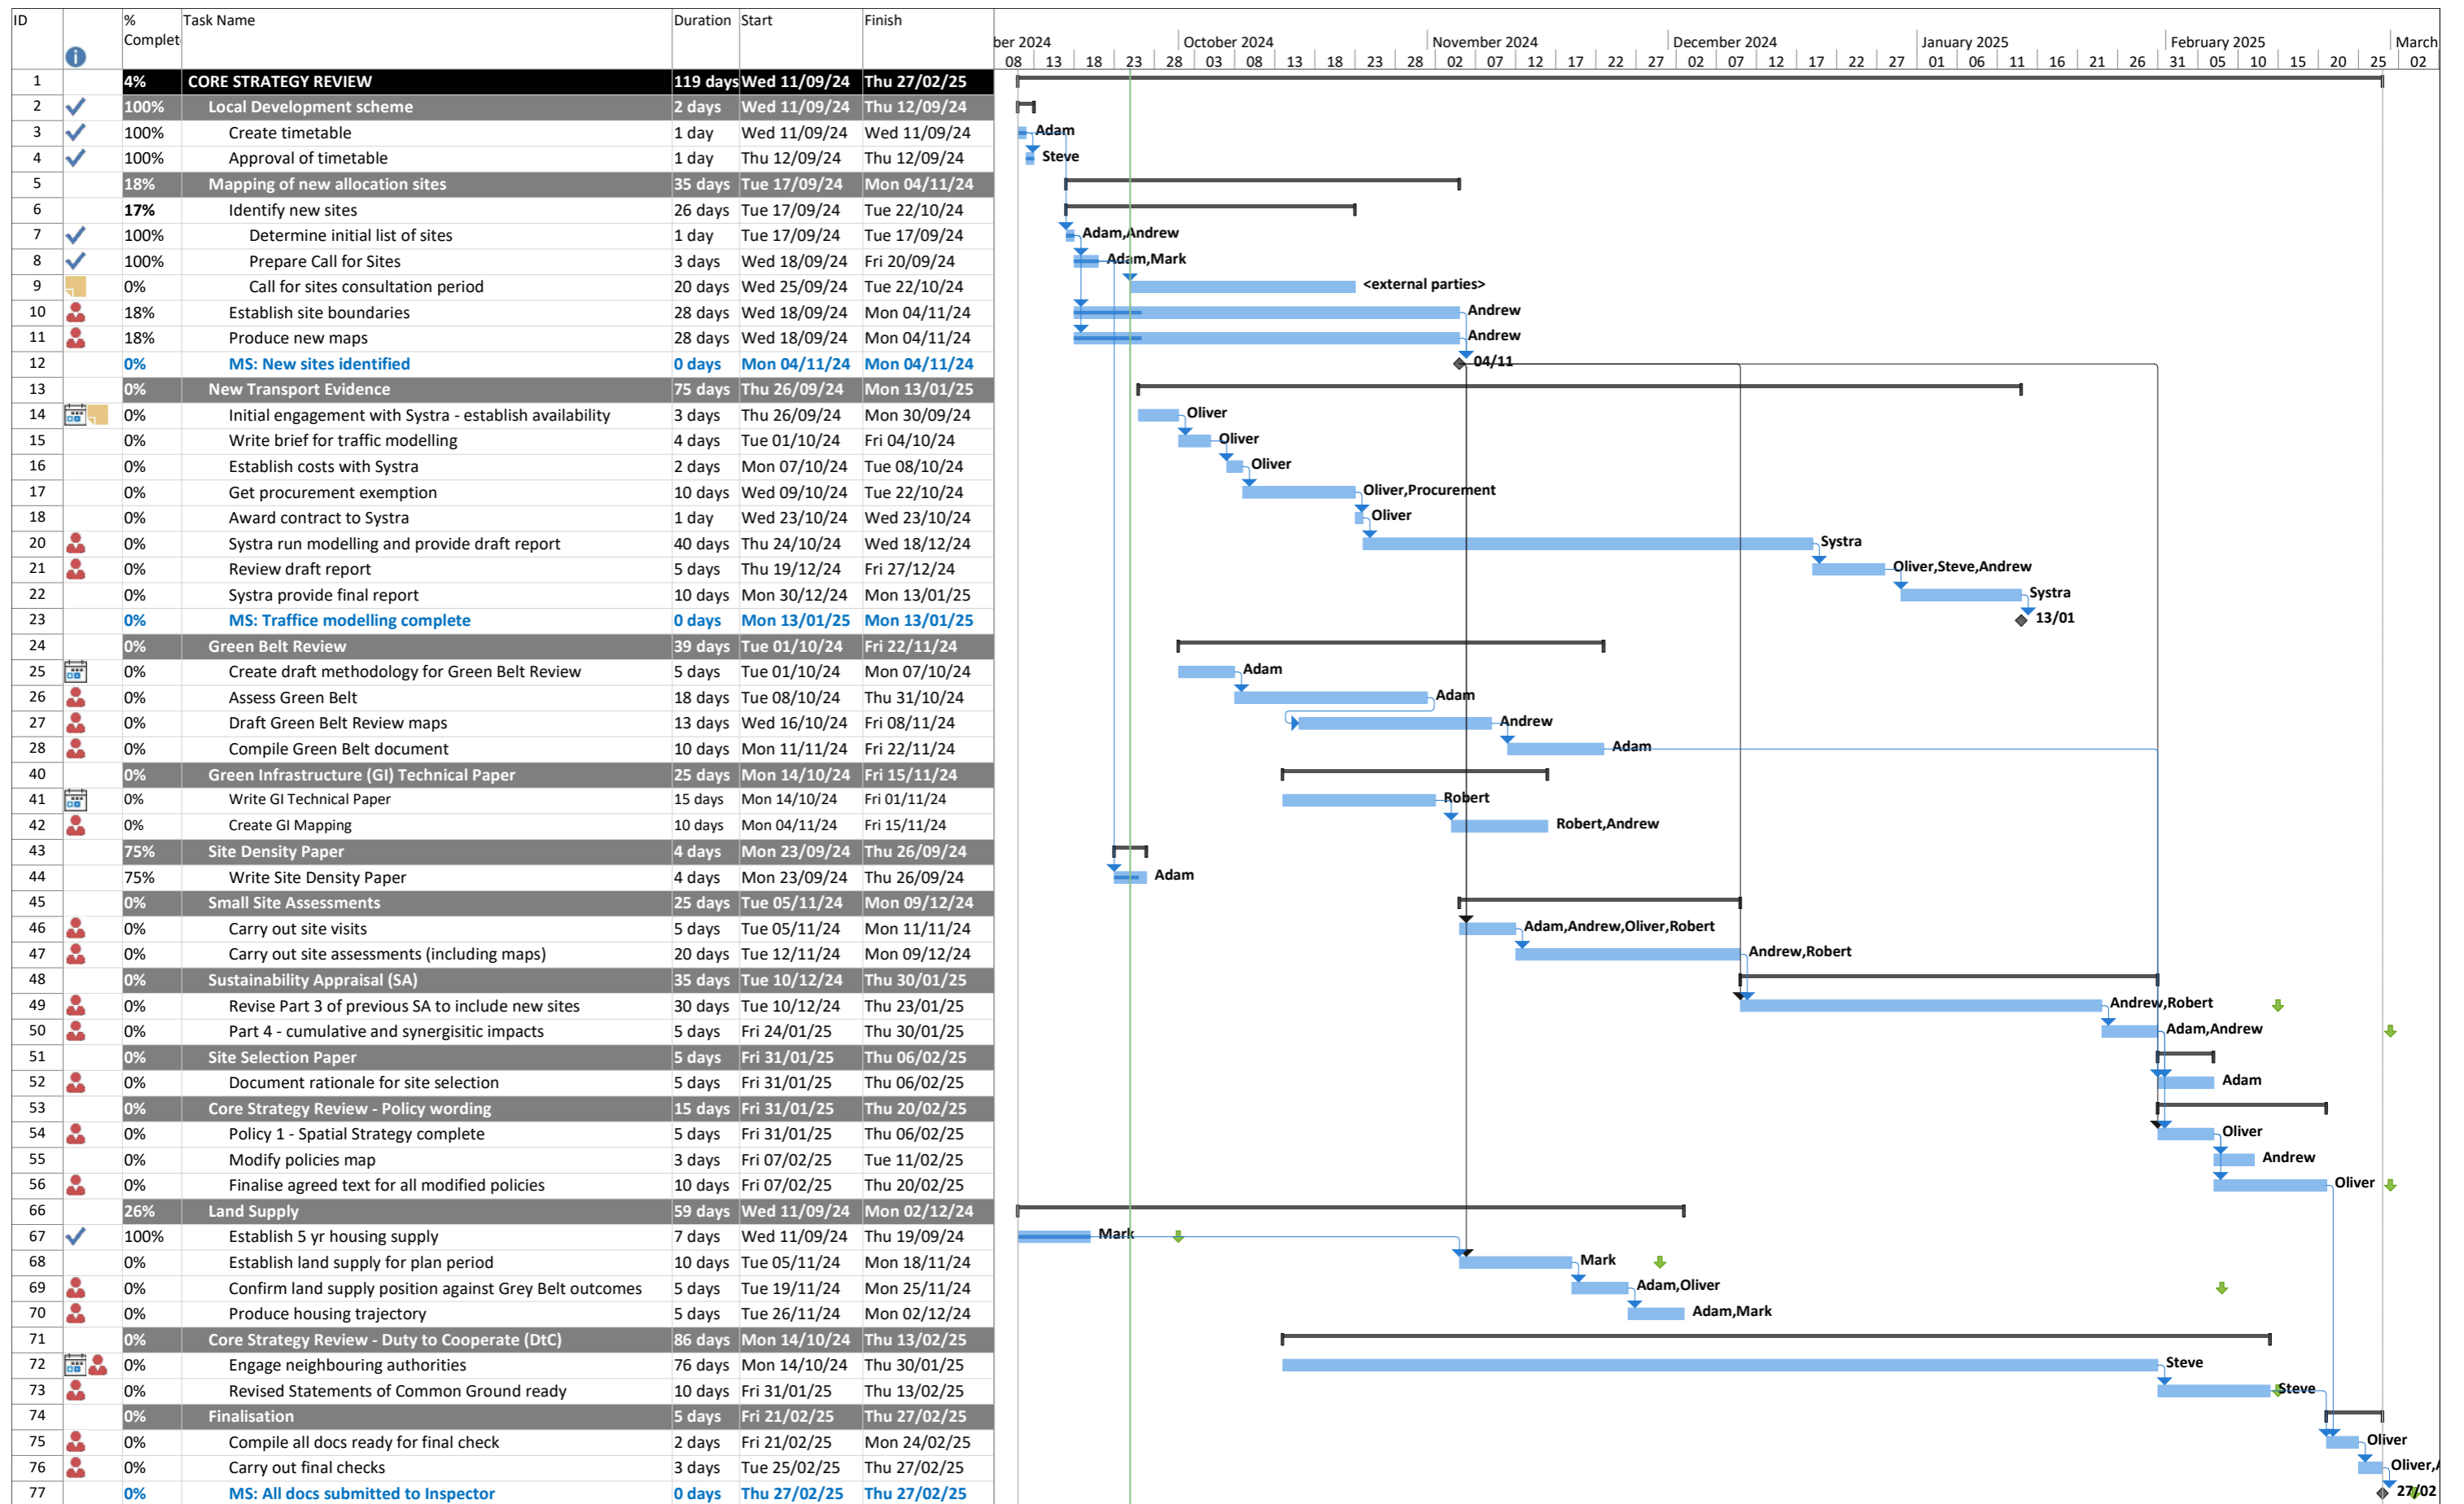 ID % Complet Task Name Duration Start Finish
ber 2024 October 2024 November 2024 December 2024 January 2025 February 2025 March
08 13 18 23 28 03 08 13 18 23 28 02 07 12 17 22 27 02 07 12 17 22 27 01 06 11 16 21 26 31 05 10 15 20 25 02
1 4% CORE STRATEGY REVIEW 119 days Wed 11/09/24 Thu 27/02/25
2 100% Local Development scheme 2 days Wed 11/09/24 Thu 12/09/24
3 100% Create timetable 1 day Wed 11/09/24 Wed 11/09/24 Adam
4 100% Approval of timetable 1 day Thu 12/09/24 Thu 12/09/24 Steve
5 18% Mapping of new allocation sites 35 days Tue 17/09/24 Mon 04/11/24
6 17% Identify new sites 26 days Tue 17/09/24 Tue 22/10/24
7 100% Determine initial list of sites 1 day Tue 17/09/24 Tue 17/09/24 Adam,Andrew
8 100% Prepare Call for Sites 3 days Wed 18/09/24 Fri 20/09/24 Adam,Mark
9 0% Call for sites consultation period 20 days Wed 25/09/24 Tue 22/10/24 <external parties>
10 18% Establish site boundaries 28 days Wed 18/09/24 Mon 04/11/24 Andrew
11 18% Produce new maps 28 days Wed 18/09/24 Mon 04/11/24 Andrew
12 0% MS: New sites identified 0 days Mon 04/11/24 Mon 04/11/24 04/11
13 0% New Transport Evidence 75 days Thu 26/09/24 Mon 13/01/25
14 0% Initial engagement with Systra - establish availability 3 days Thu 26/09/24 Mon 30/09/24 Oliver
15 0% Write brief for traffic modelling 4 days Tue 01/10/24 Fri 04/10/24 Oliver
16 0% Establish costs with Systra 2 days Mon 07/10/24 Tue 08/10/24 Oliver
17 0% Get procurement exemption 10 days Wed 09/10/24 Tue 22/10/24 Oliver,Procurement
18 0% Award contract to Systra 1 day Wed 23/10/24 Wed 23/10/24 Oliver
20 0% Systra run modelling and provide draft report 40 days Thu 24/10/24 Wed 18/12/24 Systra
21 0% Review draft report 5 days Thu 19/12/24 Fri 27/12/24 Oliver,Steve,Andrew
22 0% Systra provide final report 10 days Mon 30/12/24 Mon 13/01/25 Systra
23 0% MS: Traffice modelling complete 0 days Mon 13/01/25 Mon 13/01/25 13/01
24 0% Green Belt Review 39 days Tue 01/10/24 Fri 22/11/24
25 0% Create draft methodology for Green Belt Review 5 days Tue 01/10/24 Mon 07/10/24 Adam
26 0% Assess Green Belt 18 days Tue 08/10/24 Thu 31/10/24 Adam
27 0% Draft Green Belt Review maps 13 days Wed 16/10/24 Fri 08/11/24 Andrew
28 0% Compile Green Belt document 10 days Mon 11/11/24 Fri 22/11/24 Adam
40 0% Green Infrastructure (GI) Technical Paper 25 days Mon 14/10/24 Fri 15/11/24
41 0% Write GI Technical Paper 15 days Mon 14/10/24 Fri 01/11/24 Robert
42 0% Create GI Mapping 10 days Mon 04/11/24 Fri 15/11/24 Robert,Andrew
43 75% Site Density Paper 4 days Mon 23/09/24 Thu 26/09/24
44 75% Write Site Density Paper 4 days Mon 23/09/24 Thu 26/09/24 Adam
45 0% Small Site Assessments 25 days Tue 05/11/24 Mon 09/12/24
46 0% Carry out site visits 5 days Tue 05/11/24 Mon 11/11/24 Adam,Andrew,Oliver,Robert
47 0% Carry out site assessments (including maps) 20 days Tue 12/11/24 Mon 09/12/24 Andrew,Robert
48 0% Sustainability Appraisal (SA) 35 days Tue 10/12/24 Thu 30/01/25
49 0% Revise Part 3 of previous SA to include new sites 30 days Tue 10/12/24 Thu 23/01/25 Andrew,Robert
50 0% Part 4 - cumulative and synergisitic impacts 5 days Fri 24/01/25 Thu 30/01/25 Adam,Andrew
51 0% Site Selection Paper 5 days Fri 31/01/25 Thu 06/02/25
52 0% Document rationale for site selection 5 days Fri 31/01/25 Thu 06/02/25 Adam
53 0% Core Strategy Review - Policy wording 15 days Fri 31/01/25 Thu 20/02/25
54 0% Policy 1 - Spatial Strategy complete 5 days Fri 31/01/25 Thu 06/02/25 Oliver
55 0% Modify policies map 3 days Fri 07/02/25 Tue 11/02/25 Andrew
56 0% Finalise agreed text for all modified policies 10 days Fri 07/02/25 Thu 20/02/25 Oliver
66 26% Land Supply 59 days Wed 11/09/24 Mon 02/12/24
67 100% Establish 5 yr housing supply 7 days Wed 11/09/24 Thu 19/09/24 Mark
68 0% Establish land supply for plan period 10 days Tue 05/11/24 Mon 18/11/24 Mark
69 0% Confirm land supply position against Grey Belt outcomes 5 days Tue 19/11/24 Mon 25/11/24 Adam,Oliver
70 0% Produce housing trajectory 5 days Tue 26/11/24 Mon 02/12/24 Adam,Mark
71 0% Core Strategy Review - Duty to Cooperate (DtC) 86 days Mon 14/10/24 Thu 13/02/25
72 0% Engage neighbouring authorities 76 days Mon 14/10/24 Thu 30/01/25 Steve
73 0% Revised Statements of Common Ground ready 10 days Fri 31/01/25 Thu 13/02/25 Steve
74 0% Finalisation 5 days Fri 21/02/25 Thu 27/02/25
75 0% Compile all docs ready for final check 2 days Fri 21/02/25 Mon 24/02/25 Oliver
76 0% Carry out final checks 3 days Tue 25/02/25 Thu 27/02/25 Oliver,A
77 0% MS: All docs submitted to Inspector 0 days Thu 27/02/25 Thu 27/02/25 27/02